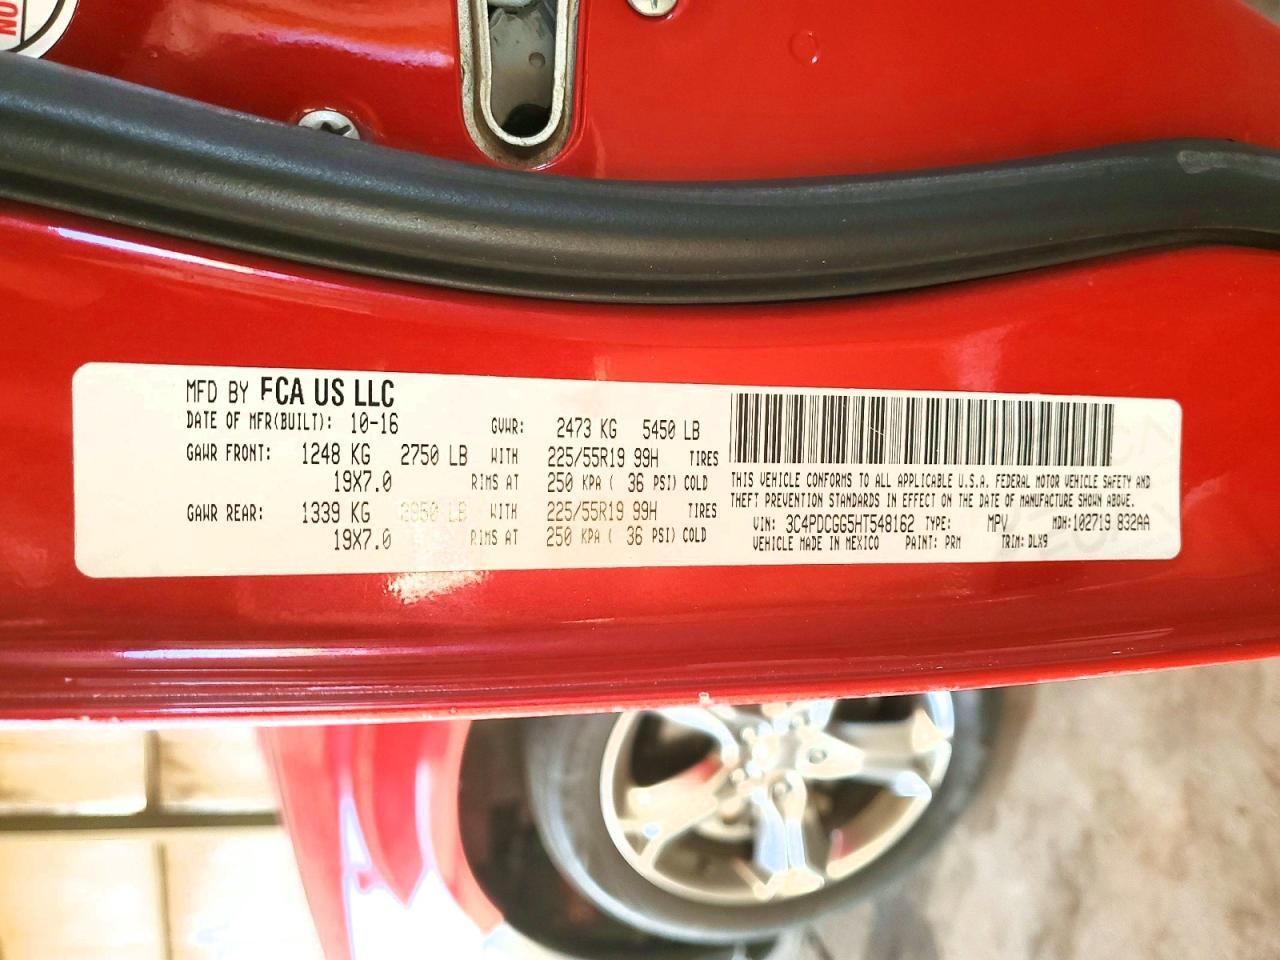 NO
MFD BY FCA US LLC
DATE OF MFR(BUILT): 10-16 GVWR: 2473 KG 5450 LB
GAWR FRONT: 1248 KG 2750 LB WITH 225/55R19 99H TIRES
19X7.0 RIMS AT 250 KPA ( 36 PSI) COLD
GAWR REAR: 1339 KG 2950 LB WITH 225/55R19 99H TIRES
19X7.0 RIMS AT 250 KPA ( 36 PSI) COLD
THIS VEHICLE CONFORMS TO ALL APPLICABLE U.S.A. FEDERAL MOTOR VEHICLE SAFETY AND
THEFT PREVENTION STANDARDS IN EFFECT ON THE DATE OF MANUFACTURE SHOWN ABOVE.
VIN: 3C4PDCGG5HT548162 TYPE: MPV MDH:102719 832AA
VEHICLE MADE IN MEXICO PAINT: PRM TRIM: DLX9